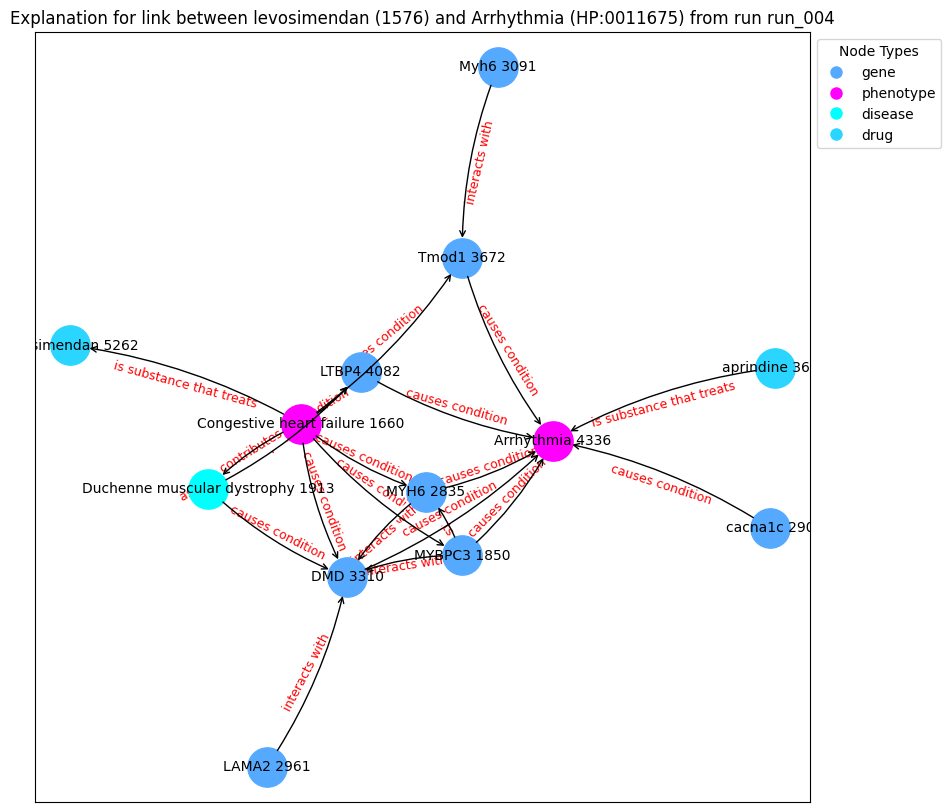 Explanation for link between levosimendan (1576) and Arrhythmia (HP:0011675) from run run_004
Node Types
gene
phenotype
disease
drug
Myh6 3091
interacts with
Tmod1 3672
causes condition
simendan 5262
is substance that treats
LTBP4 4082
causes condition
aprindine 36
is substance that treats
Congestive heart failure 1660
Arrhythmia 4336
contributes
causes condition
causes condition
causes condition
causes condition
Duchenne muscular dystrophy 1913
MYH6 2835
causes condition
causes condition
causes condition
causes condition
cacna1c 290
causes condition
interacts with
MYBPC3 1850
interacts with
DMD 3310
interacts with
LAMA2 2961